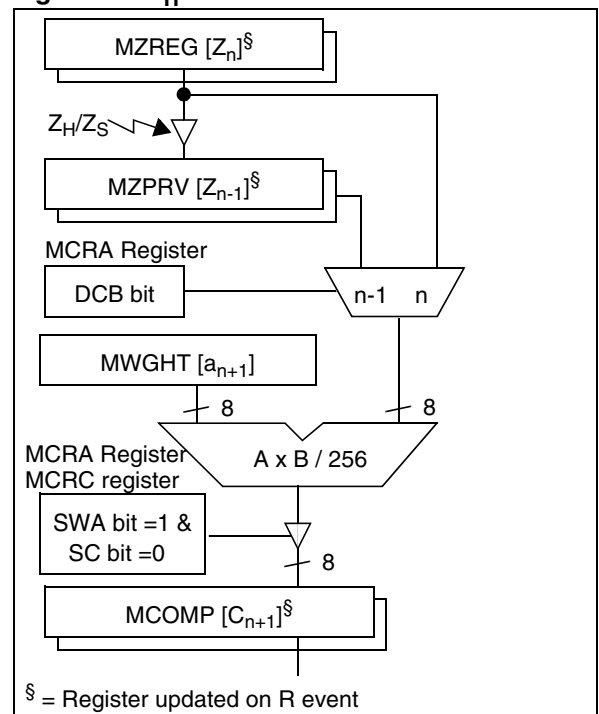 MZREG [Zn]§
ZH/ZS
MZPRV [Zn-1]§
MCRA Register
DCB bit
n-1 n
MWGHT [an+1]
8 8
MCRA Register
MCRC register
A x B / 256
SWA bit =1 &
SC bit =0
8
MCOMP [Cn+1]§
§ = Register updated on R event